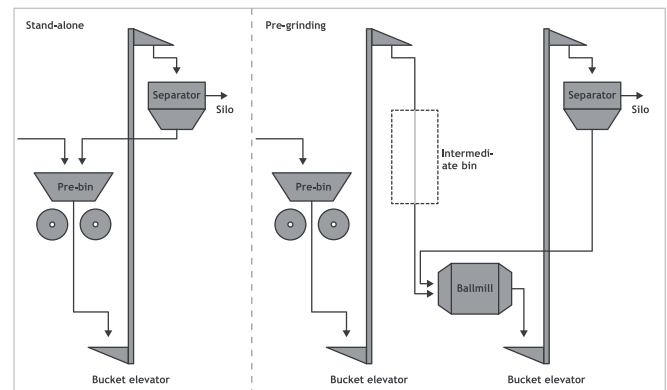 Stand-alone
Separator
Silo
Pre-bin
Bucket elevator
Pre-grinding
Separator
Silo
Intermedi-
ate bin
Pre-bin
Ballmill
Bucket elevator
Bucket elevator